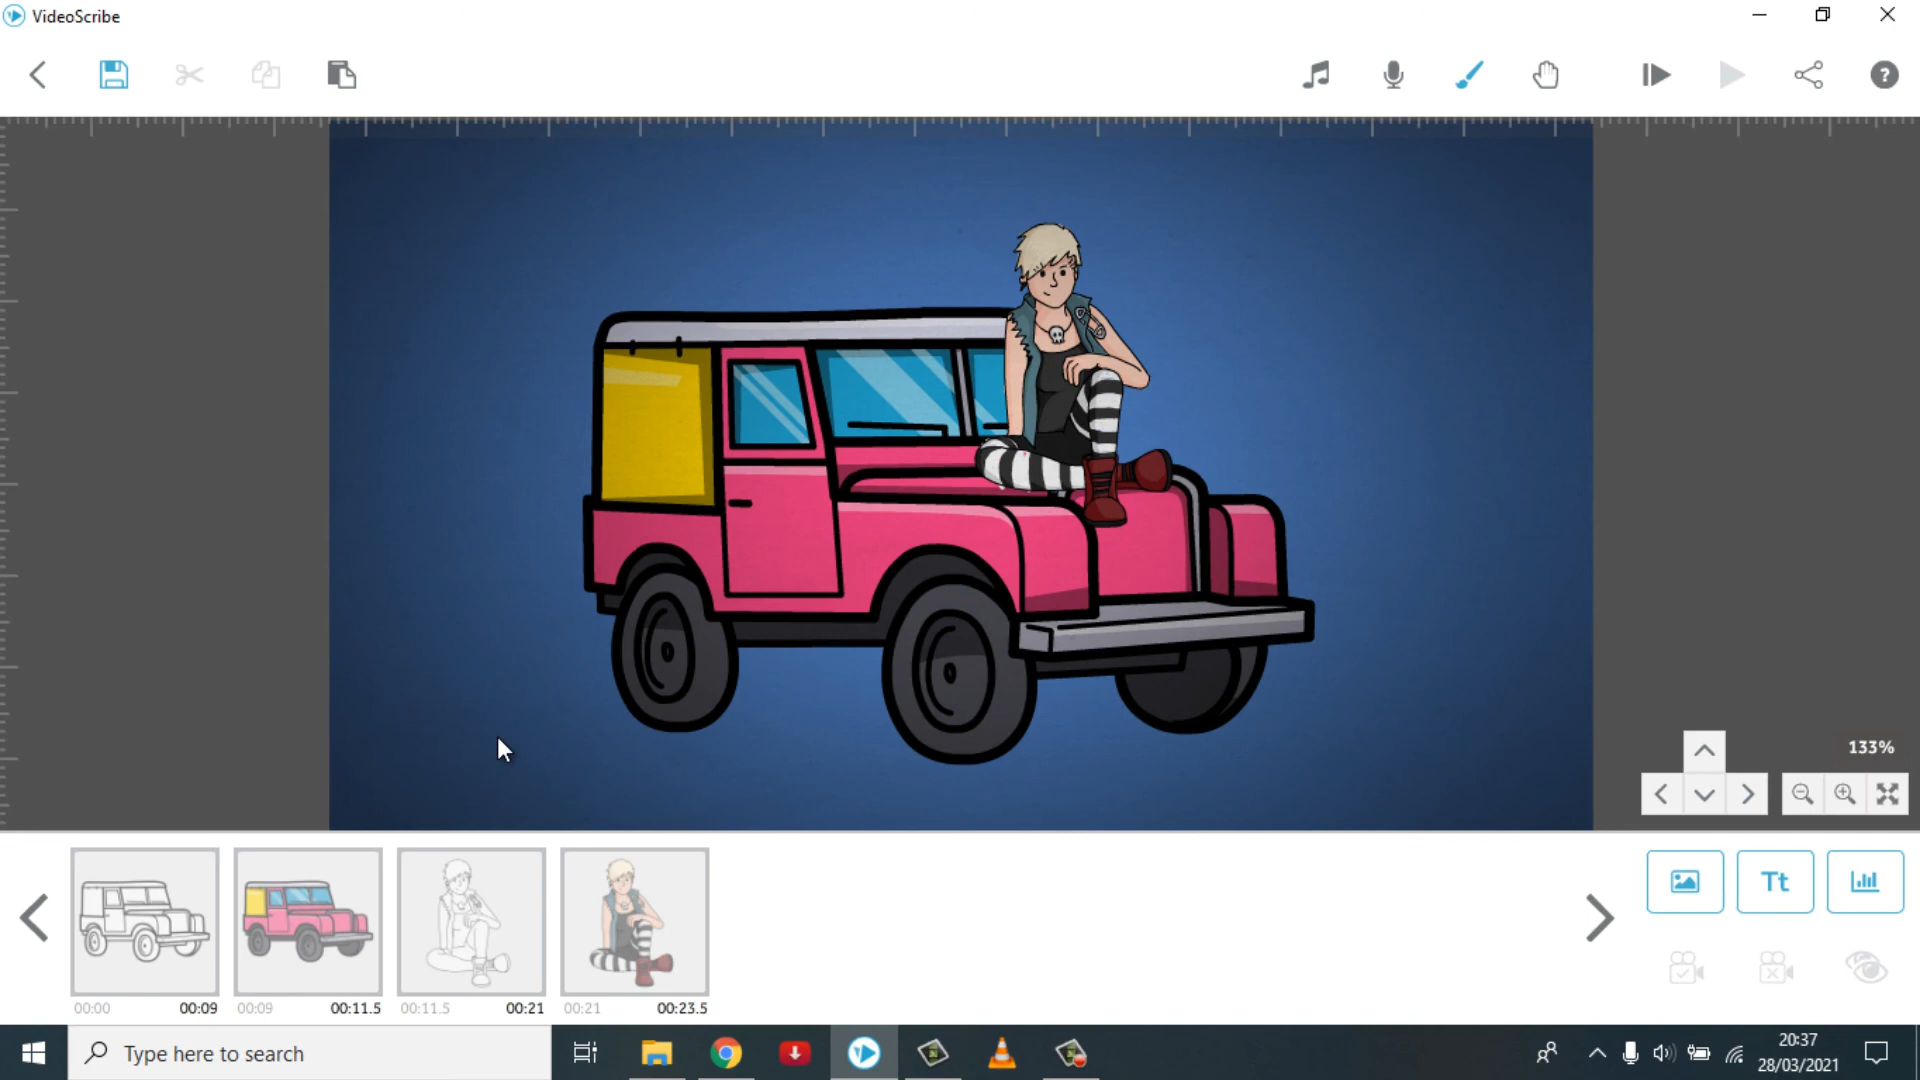 VideoScribe
?
133%
Tt
00:00 00:09 00:09 00:11.5 00:11.5 00:21 00:21 00:23.5
Type here to search
20:37
28/03/2021